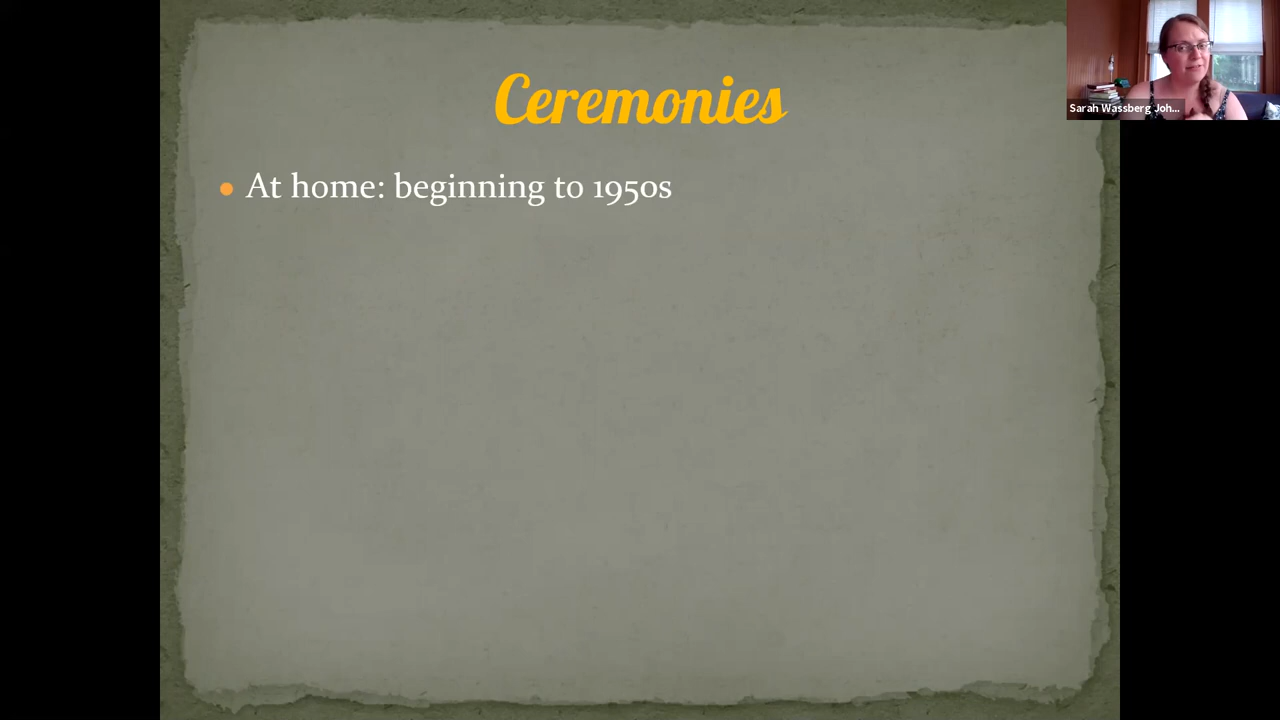 Ceremonies
Sarah Wassberg Joh...
• At home: beginning to 1950s